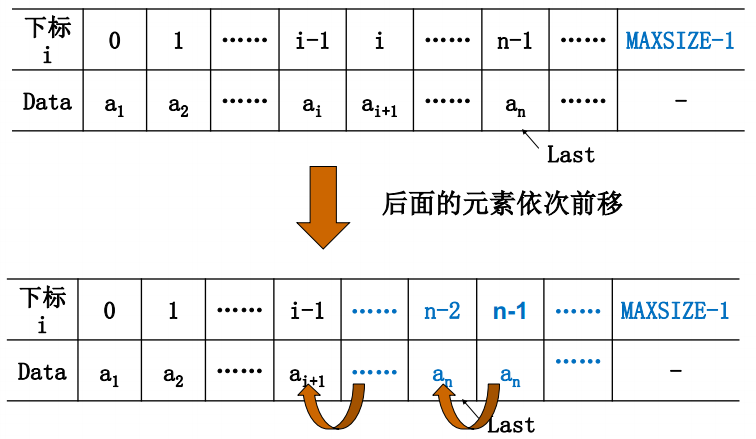 下标i 0 1 …… i-1 i …… n-1 …… MAXSIZE-1
Data a₁ a₂ …… aᵢ aᵢ₊₁ …… aₙ …… -
Last
后面的元素依次前移
下标i 0 1 …… i-1 …… n-2 n-1 …… MAXSIZE-1
Data a₁ a₂ …… aᵢ₊₁ …… aₙ aₙ …… -
Last